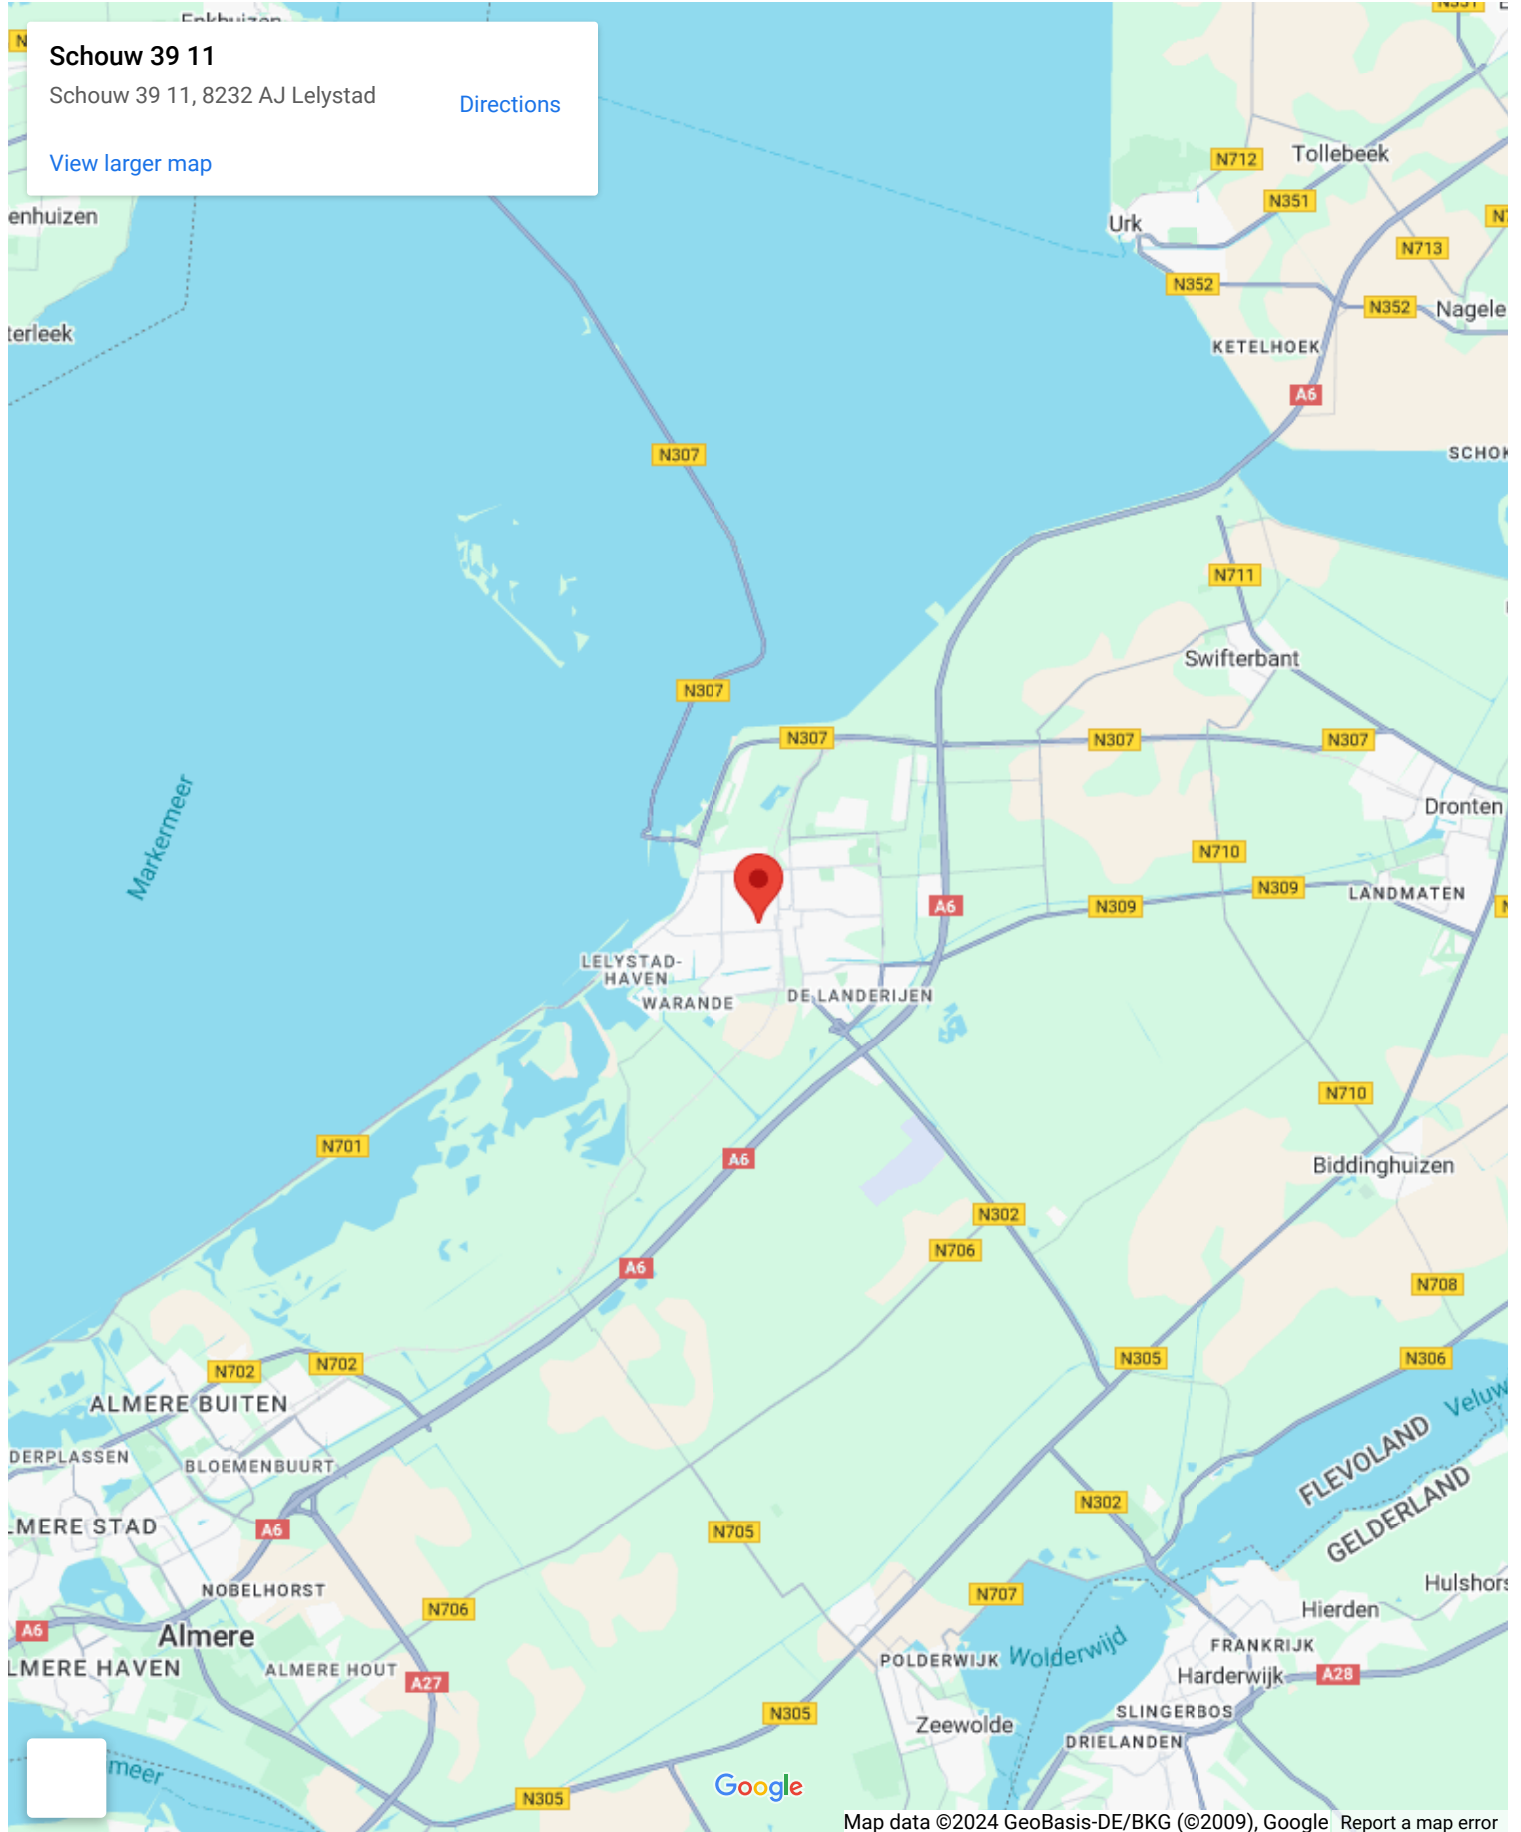 Enkhuizen
Schouw 39 11
Schouw 39 11, 8232 AJ Lelystad
Directions
View larger map
N351
N712
Tollebeek
N351
enhuizen
Urk
N713
N352
N352
Nagele
terleek
KETELHOEK
A6
N307
SCHOK
N711
Swifterbant
N307
N307
N307
N307
Markermeer
Dronten
N710
N309
LANDMATEN
A6
N309
LELYSTAD-
HAVEN
WARANDE
DE LANDERIJEN
N710
N701
A6
Biddinghuizen
N302
N706
A6
N708
N702
N702
N305
N306
ALMERE BUITEN
Veluw
DERPLASSEN
BLOEMENBUURT
FLEVOLAND
GELDERLAND
N302
LMERE STAD
A6
N705
NOBELHORST
N707
Hulshors
N706
Hierden
A6
Almere
FRANKRIJK
LMERE HAVEN
ALMERE HOUT
POLDERWIJK
Wolderwijd
Harderwijk
A28
A27
N305
SLINGERBOS
Zeewolde
DRIELANDEN
meer
Google
N305
Map data ©2024 GeoBasis-DE/BKG (©2009), Google
Report a map error